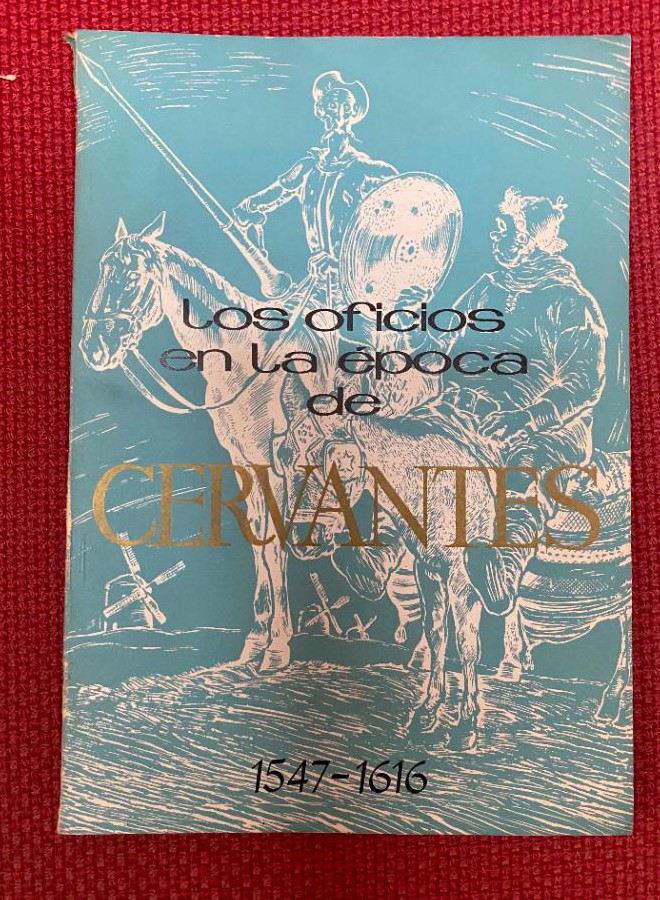 Los oficios
en la época
de
CERVANTES
1547-1616